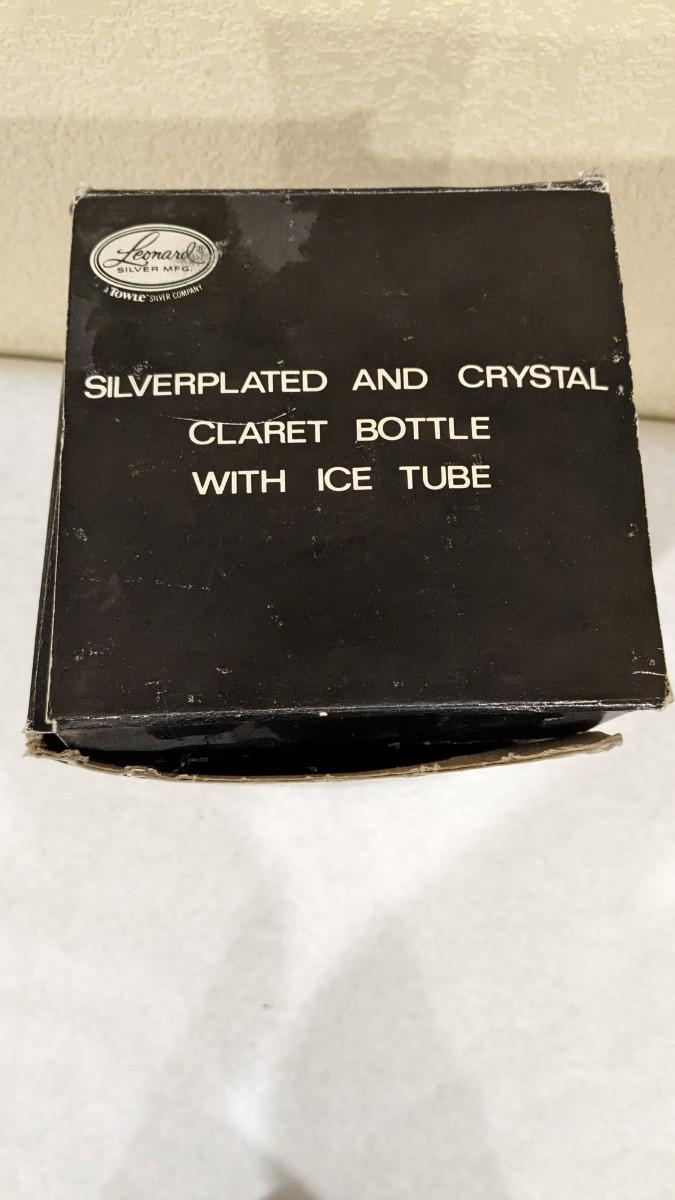 Leonard®
SILVER MFG.
A TOWLE® SILVER COMPANY
SILVERPLATED AND CRYSTAL
CLARET BOTTLE
WITH ICE TUBE